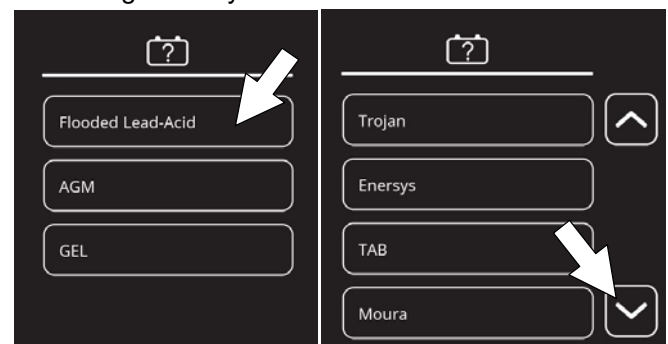 ?
Flooded Lead-Acid
AGM
GEL
?
Trojan
Enersys
TAB
Moura